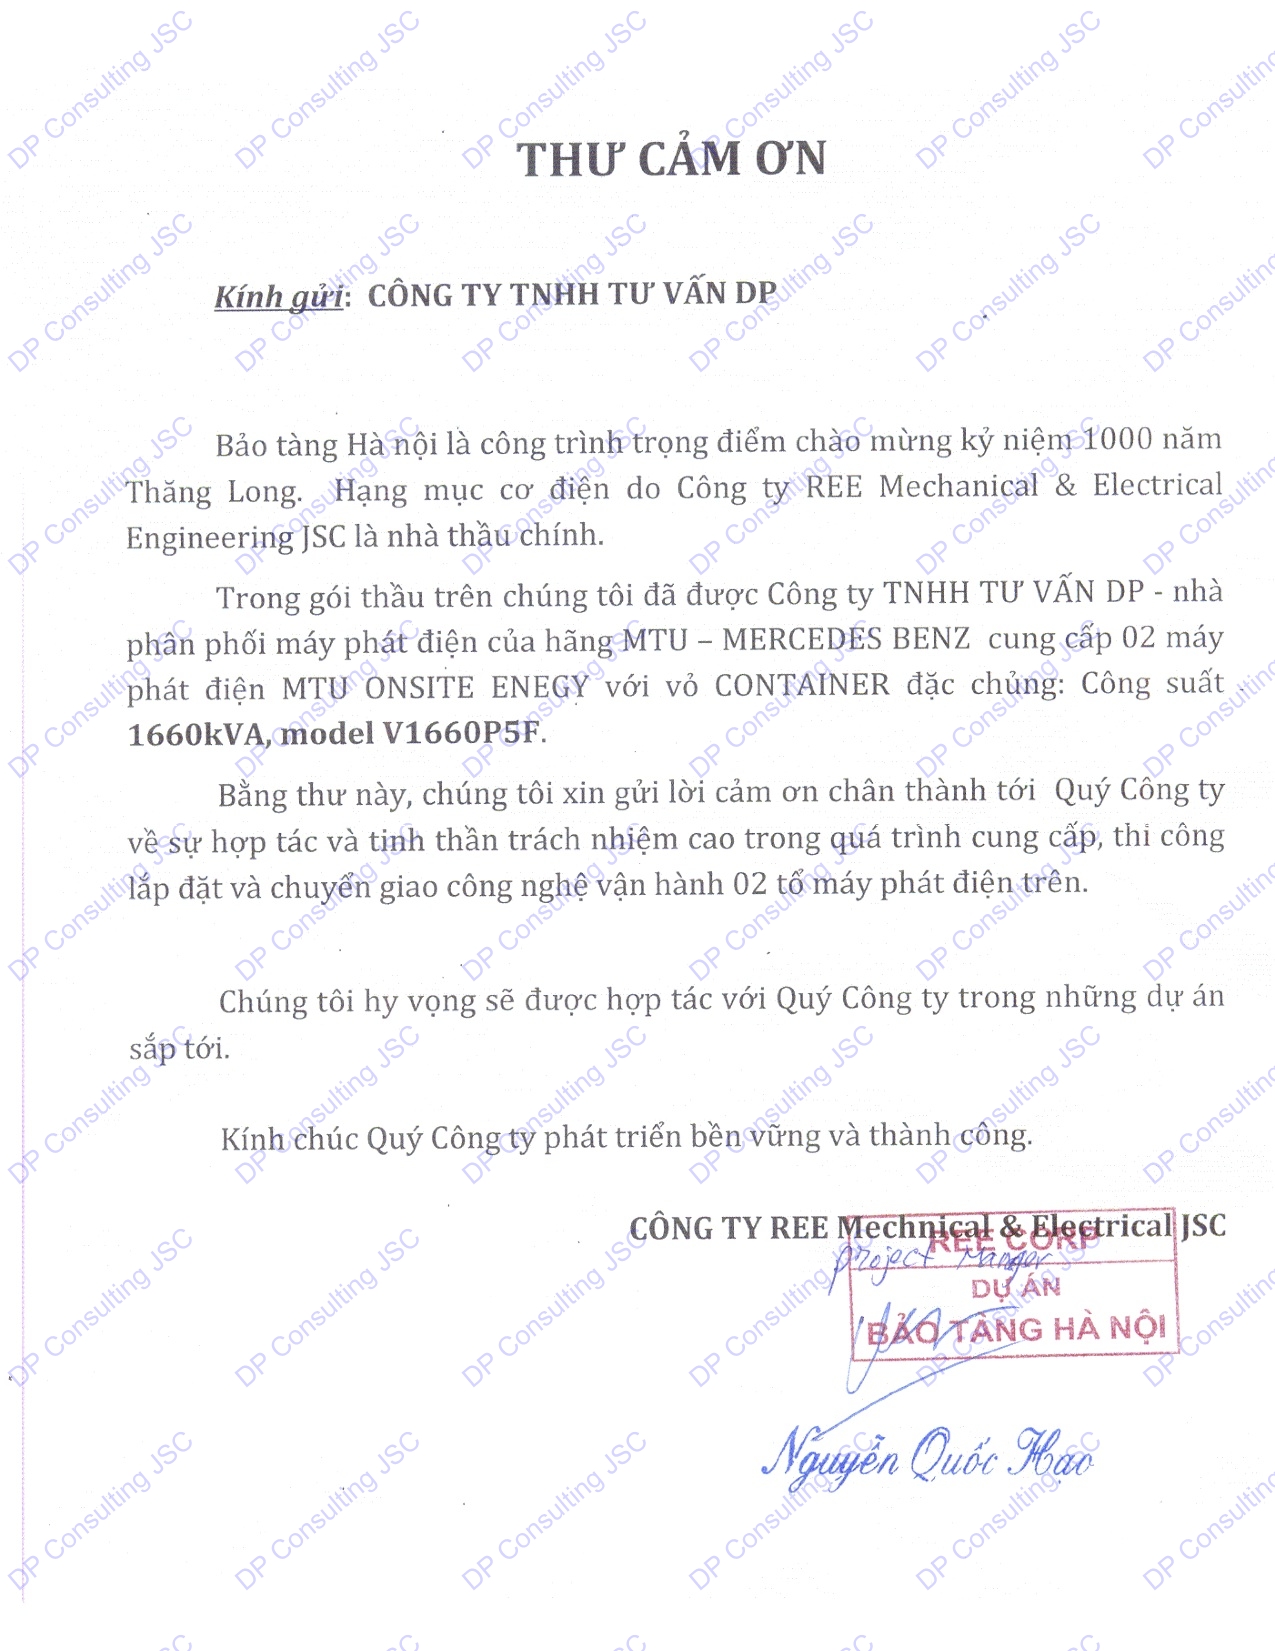 THƯ CẢM ƠN
Kính gửi: CÔNG TY TNHH TƯ VẤN DP
Bảo tàng Hà nội là công trình trọng điểm chào mừng kỷ niệm 1000 năm
Thăng Long. Hạng mục cơ điện do Công ty REE Mechanical & Electrical
Engineering JSC là nhà thầu chính.
Trong gói thầu trên chúng tôi đã được Công ty TNHH TƯ VẤN DP - nhà
phân phối máy phát điện của hãng MTU – MERCEDES BENZ cung cấp 02 máy
phát điện MTU ONSITE ENEGY với vỏ CONTAINER đặc chủng: Công suất
1660kVA, model V1660P5F.
Bằng thư này, chúng tôi xin gửi lời cảm ơn chân thành tới Quý Công ty
về sự hợp tác và tinh thần trách nhiệm cao trong quá trình cung cấp, thi công
lắp đặt và chuyển giao công nghệ vận hành 02 tổ máy phát điện trên.
Chúng tôi hy vọng sẽ được hợp tác với Quý Công ty trong những dự án
sắp tới.
Kính chúc Quý Công ty phát triển bền vững và thành công.
CÔNG TY REE Mechnical & Electrical JSC
REE CORP
Project Manger
DỰ ÁN
BẢO TÀNG HÀ NỘI
Nguyễn Quốc Hạo
DP Consulting JSC